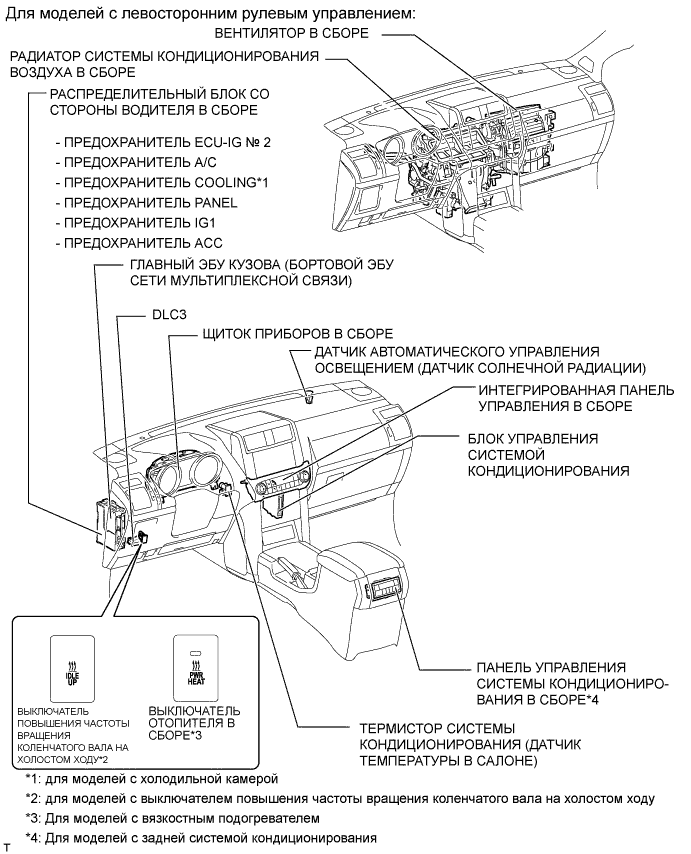 Для моделей с левосторонним рулевым управлением:
ВЕНТИЛЯТОР В СБОРЕ
РАДИАТОР СИСТЕМЫ КОНДИЦИОНИРОВАНИЯ
ВОЗДУХА В СБОРЕ
РАСПРЕДЕЛИТЕЛЬНЫЙ БЛОК СО
СТОРОНЫ ВОДИТЕЛЯ В СБОРЕ
- ПРЕДОХРАНИТЕЛЬ ECU-IG № 2
- ПРЕДОХРАНИТЕЛЬ A/C
- ПРЕДОХРАНИТЕЛЬ COOLING*1
- ПРЕДОХРАНИТЕЛЬ PANEL
- ПРЕДОХРАНИТЕЛЬ IG1
- ПРЕДОХРАНИТЕЛЬ ACC
ГЛАВНЫЙ ЭБУ КУЗОВА (БОРТОВОЙ ЭБУ
СЕТИ МУЛЬТИПЛЕКСНОЙ СВЯЗИ)
DLC3
ЩИТОК ПРИБОРОВ В СБОРЕ
ДАТЧИК АВТОМАТИЧЕСКОГО УПРАВЛЕНИЯ
ОСВЕЩЕНИЕМ (ДАТЧИК СОЛНЕЧНОЙ РАДИАЦИИ)
ИНТЕГРИРОВАННАЯ ПАНЕЛЬ
УПРАВЛЕНИЯ В СБОРЕ
БЛОК УПРАВЛЕНИЯ
СИСТЕМОЙ
КОНДИЦИОНИРОВАНИЯ
IDLE
UP
PWR
HEAT
ВЫКЛЮЧАТЕЛЬ
ПОВЫШЕНИЯ ЧАСТОТЫ
ВРАЩЕНИЯ
КОЛЕНЧАТОГО ВАЛА НА
ХОЛОСТОМ ХОДУ*2
ВЫКЛЮЧАТЕЛЬ
ОТОПИТЕЛЯ В
СБОРЕ*3
ПАНЕЛЬ УПРАВЛЕНИЯ
СИСТЕМЫ КОНДИЦИОНИРО-
ВАНИЯ В СБОРЕ*4
ТЕРМИСТОР СИСТЕМЫ
КОНДИЦИОНИРОВАНИЯ (ДАТЧИК
ТЕМПЕРАТУРЫ В САЛОНЕ)
*1: для моделей с холодильной камерой
*2: для моделей с выключателем повышения частоты вращения коленчатого вала на холостом ходу
*3: Для моделей с вязкостным подогревателем
*4: Для моделей с задней системой кондиционирования
T